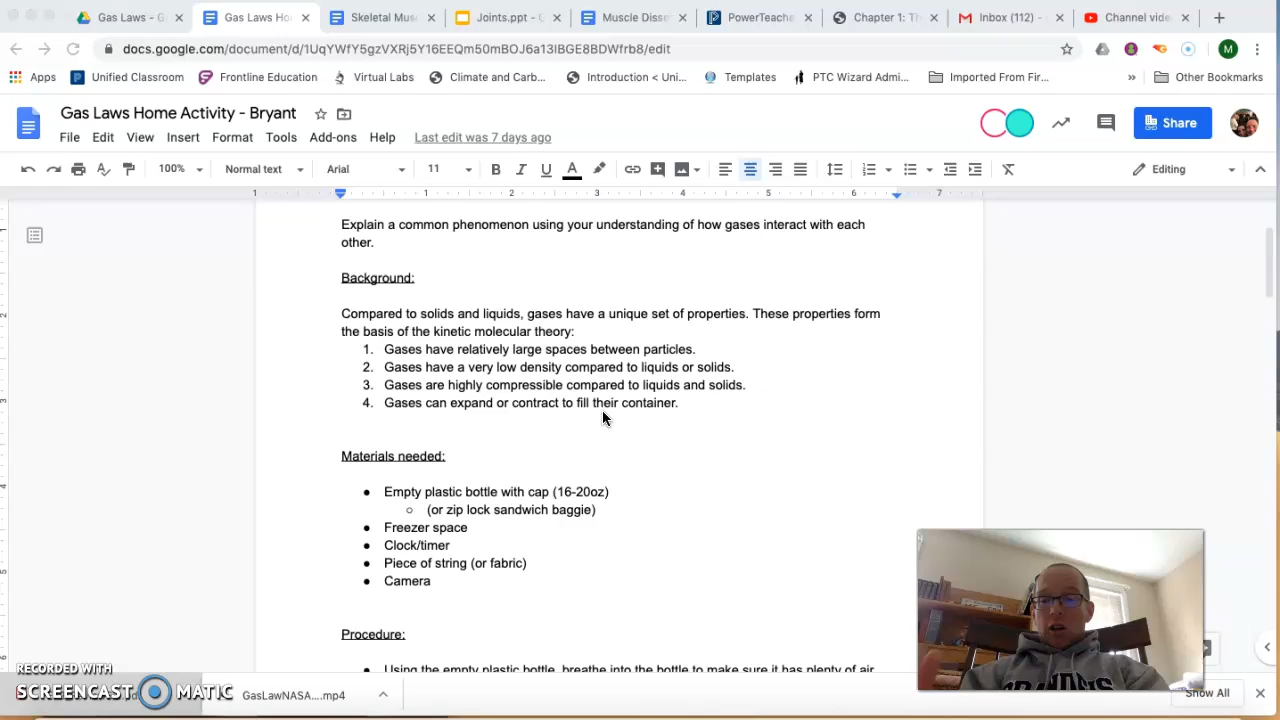 Gas Laws - G
Gas Laws Ho
Skeletal Mus
Joints.ppt - G
Muscle Disse
PowerTeache
Chapter 1: Th
Inbox (112) -
Channel vide
docs.google.com/document/d/1UqYWfY5gzVXRj5Y16EEQm50mBOJ6a13IBGE8BDWfrb8/edit
M
Apps
Unified Classroom
Frontline Education
Virtual Labs
Climate and Carb...
Introduction < Uni...
Templates
PTC Wizard Admi...
Imported From Fir...
»
Other Bookmarks
Gas Laws Home Activity - Bryant
File Edit View Insert Format Tools Add-ons Help Last edit was 7 days ago
Share
100% Normal text Arial 11 B I U A Editing
1 1 2 3 4 5 6 7
Explain a common phenomenon using your understanding of how gases interact with each
other.
Background:
Compared to solids and liquids, gases have a unique set of properties. These properties form
the basis of the kinetic molecular theory:
1. Gases have relatively large spaces between particles.
2. Gases have a very low density compared to liquids or solids.
3. Gases are highly compressible compared to liquids and solids.
4. Gases can expand or contract to fill their container.
Materials needed:
● Empty plastic bottle with cap (16-20oz)
○ (or zip lock sandwich baggie)
● Freezer space
● Clock/timer
● Piece of string (or fabric)
● Camera
Procedure:
● Using the empty plastic bottle, breathe into the bottle to make sure it has plenty of air
RECORDED WITH
SCREENCAST MATIC
GasLawNASA....mp4
Show All